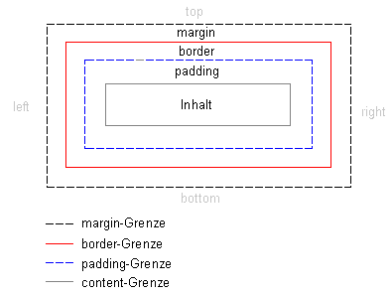 top
margin
border
padding
left
Inhalt
right
bottom
margin-Grenze
border-Grenze
padding-Grenze
content-Grenze